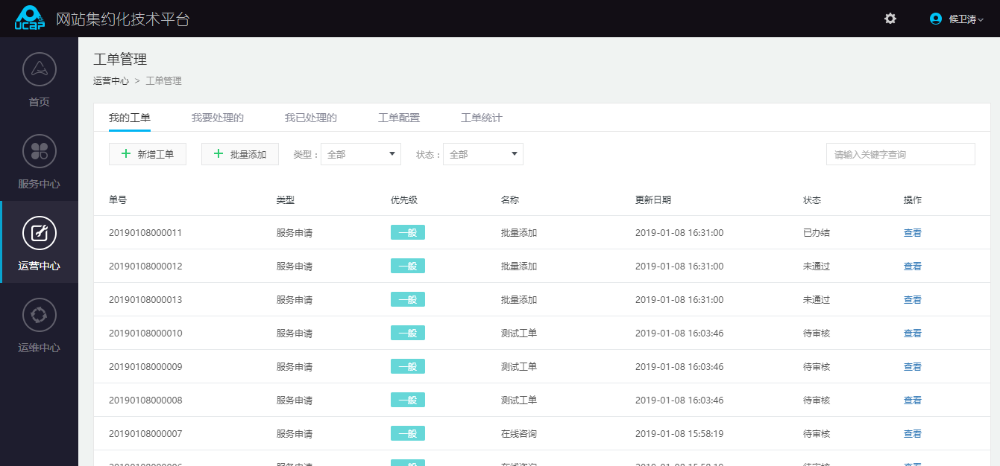 UCAP 网站集约化技术平台 候卫涛
首页
服务中心
运营中心
运维中心
工单管理
运营中心 > 工单管理
我的工单 我要处理的 我已处理的 工单配置 工单统计
新增工单 批量添加 类型： 全部 状态： 全部 请输入关键字查询
单号 类型 优先级 名称 更新日期 状态 操作
20190108000011 服务申请 一般 批量添加 2019-01-08 16:31:00 已办结 查看
20190108000012 服务申请 一般 批量添加 2019-01-08 16:31:00 未通过 查看
20190108000013 服务申请 一般 批量添加 2019-01-08 16:31:00 未通过 查看
20190108000010 服务申请 一般 测试工单 2019-01-08 16:03:46 待审核 查看
20190108000009 服务申请 一般 测试工单 2019-01-08 16:03:46 待审核 查看
20190108000008 服务申请 一般 测试工单 2019-01-08 16:03:46 待审核 查看
20190108000007 服务申请 一般 在线咨询 2019-01-08 15:58:19 待审核 查看
20190108000006 服务申请 一般 在线咨询 2019-01-08 15:58:19 待审核 查看